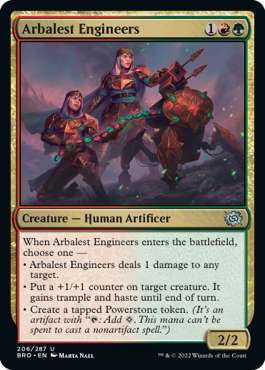 Arbalest Engineers 1
Creature — Human Artificer
When Arbalest Engineers enters the battlefield,
choose one —
• Arbalest Engineers deals 1 damage to any
target.
• Put a +1/+1 counter on target creature. It
gains trample and haste until end of turn.
• Create a tapped Powerstone token. (It's an
artifact with "T: Add C. This mana can't be
spent to cast a nonartifact spell.")
2/2
206/287 U
BRO • EN Marta Nael
™ & © 2022 Wizards of the Coast